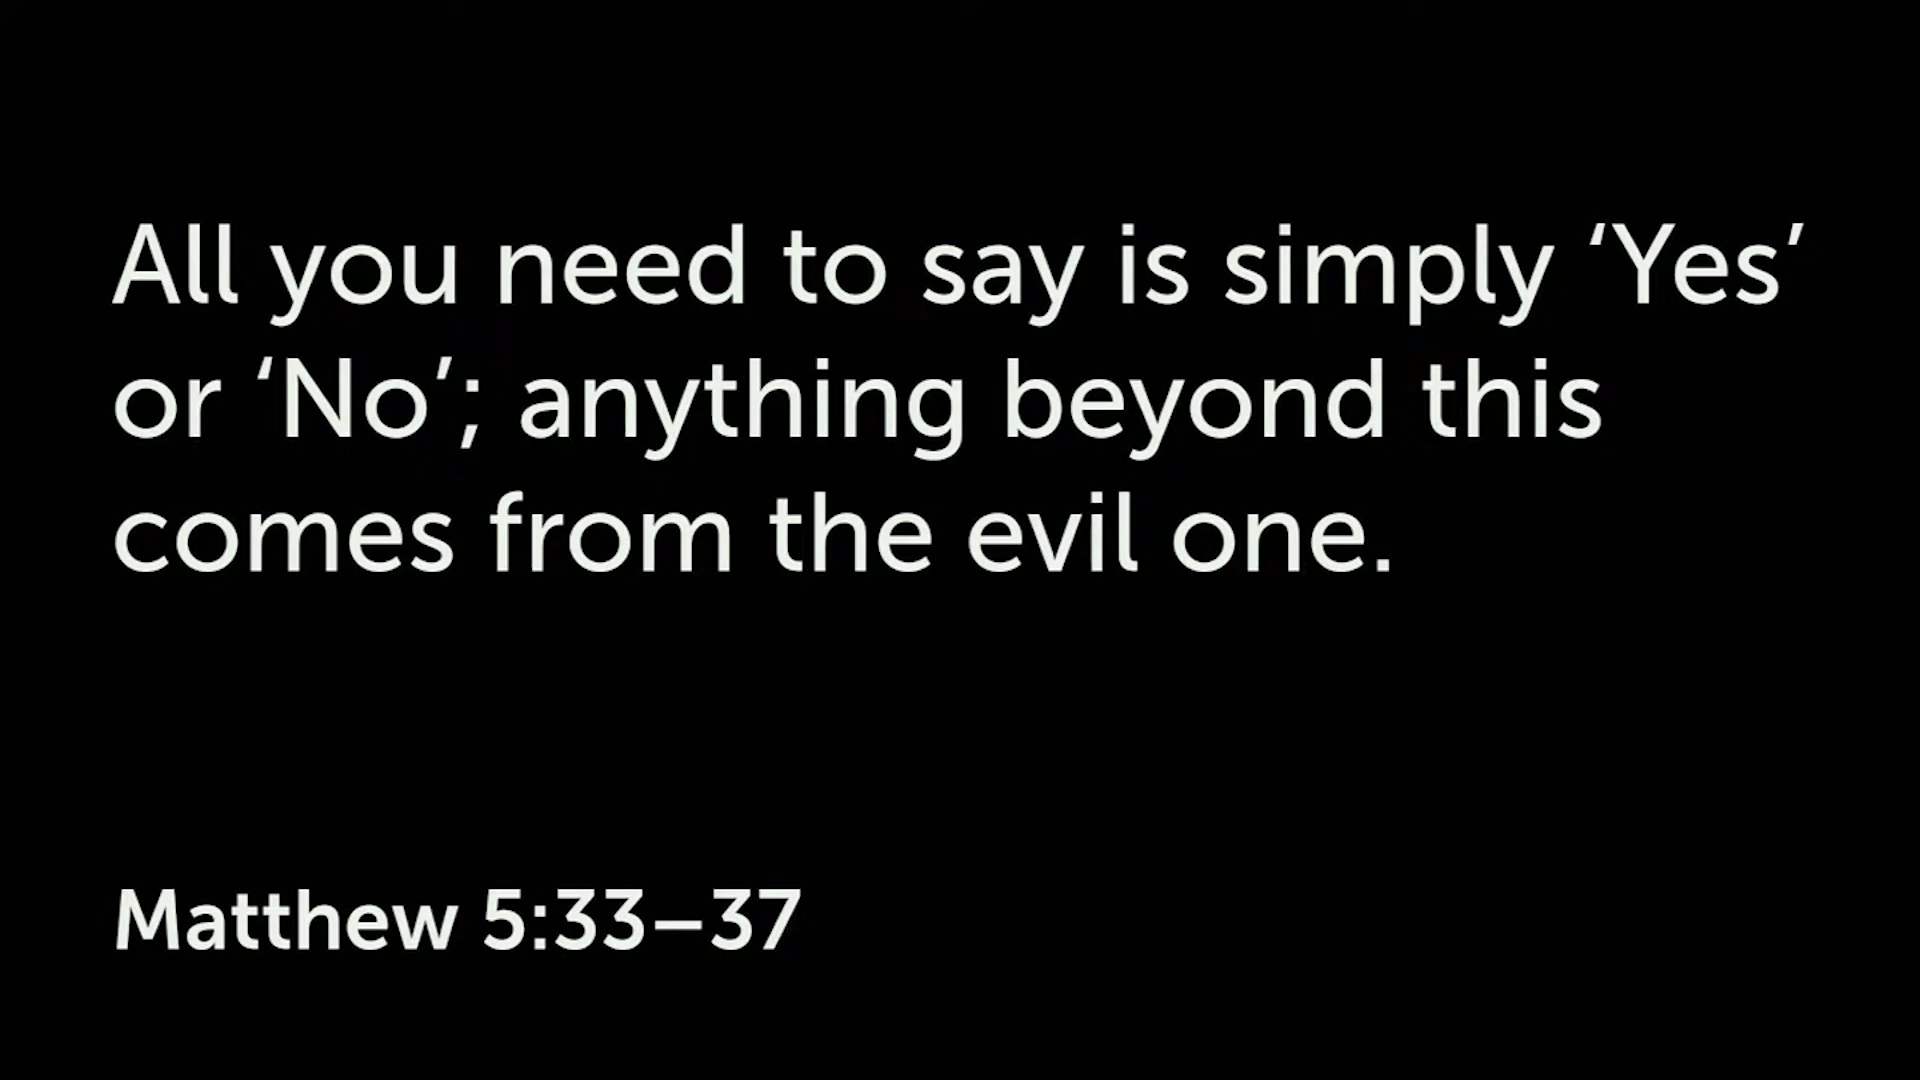 All you need to say is simply ‘Yes’
or ‘No’; anything beyond this
comes from the evil one.
Matthew 5:33–37